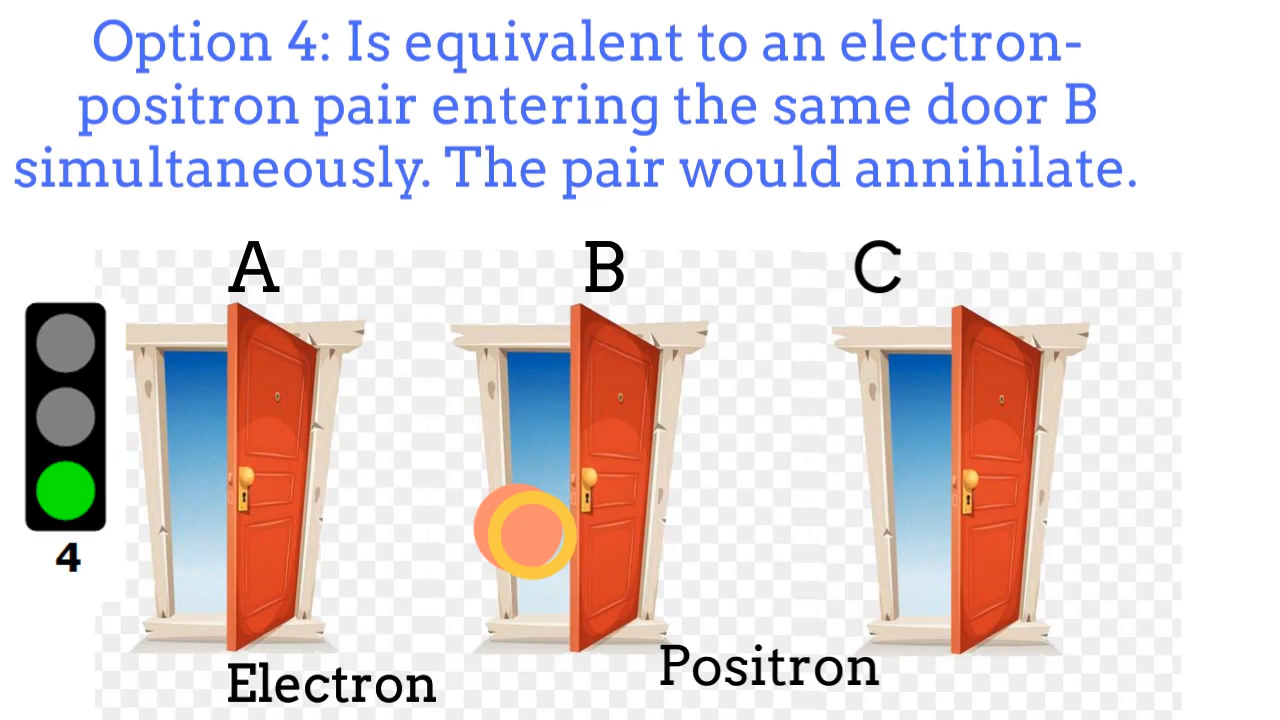 Option 4: Is equivalent to an electron-
positron pair entering the same door B
simultaneously. The pair would annihilate.
A B C
4
Electron Positron